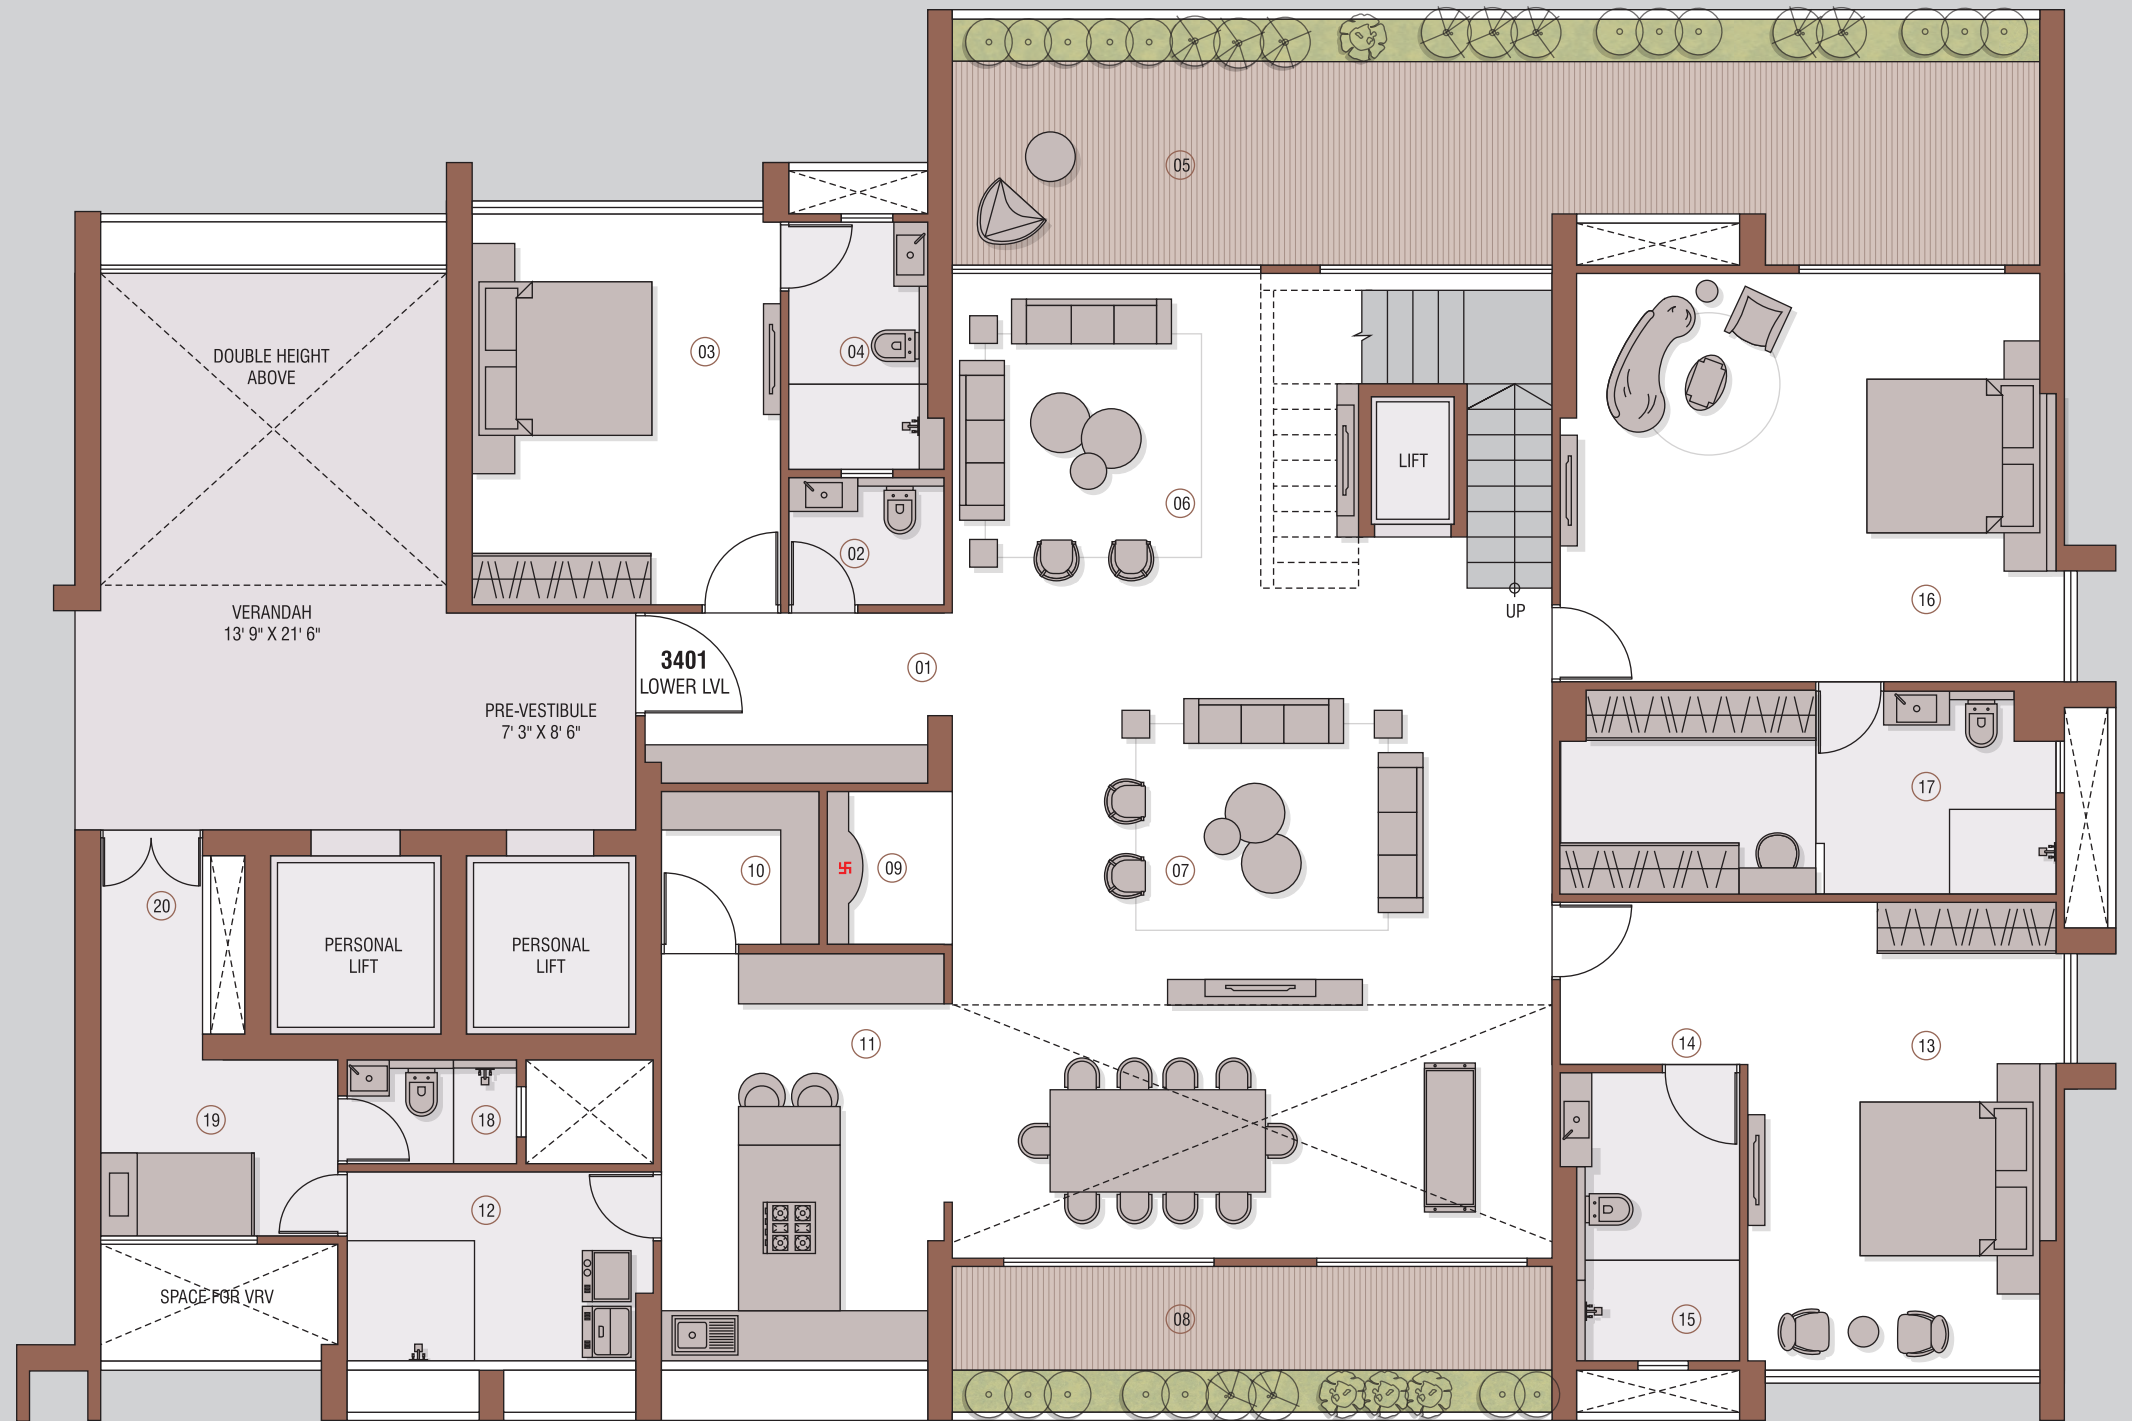 05
DOUBLE HEIGHT
ABOVE
03
04
LIFT
06
02
16
VERANDAH
13' 9" X 21' 6"
UP
3401
LOWER LVL
01
PRE-VESTIBULE
7' 3" X 8' 6"
17
10
09
卐
07
20
PERSONAL
LIFT
PERSONAL
LIFT
11
14
13
19
18
12
SPACE FOR VRV
08
15